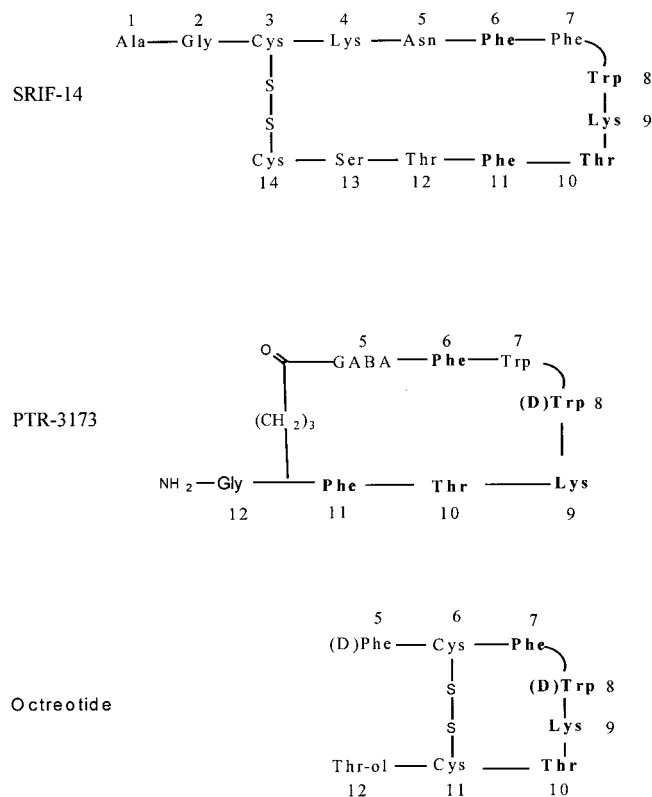 1 2 3 4 5 6 7
Ala Gly Cys Lys Asn Phe Phe
Trp 8
SRIF-14
S
S
Lys 9
Cys Ser Thr Phe Thr
14 13 12 11 10
5 6 7
O GABA Phe Trp
(D)Trp 8
PTR-3173
(CH2)3
NH2 Gly Phe Thr Lys
12 11 10 9
5 6 7
(D)Phe Cys Phe
(D)Trp 8
S
Octreotide
S
Lys 9
Thr-ol Cys Thr
12 11 10